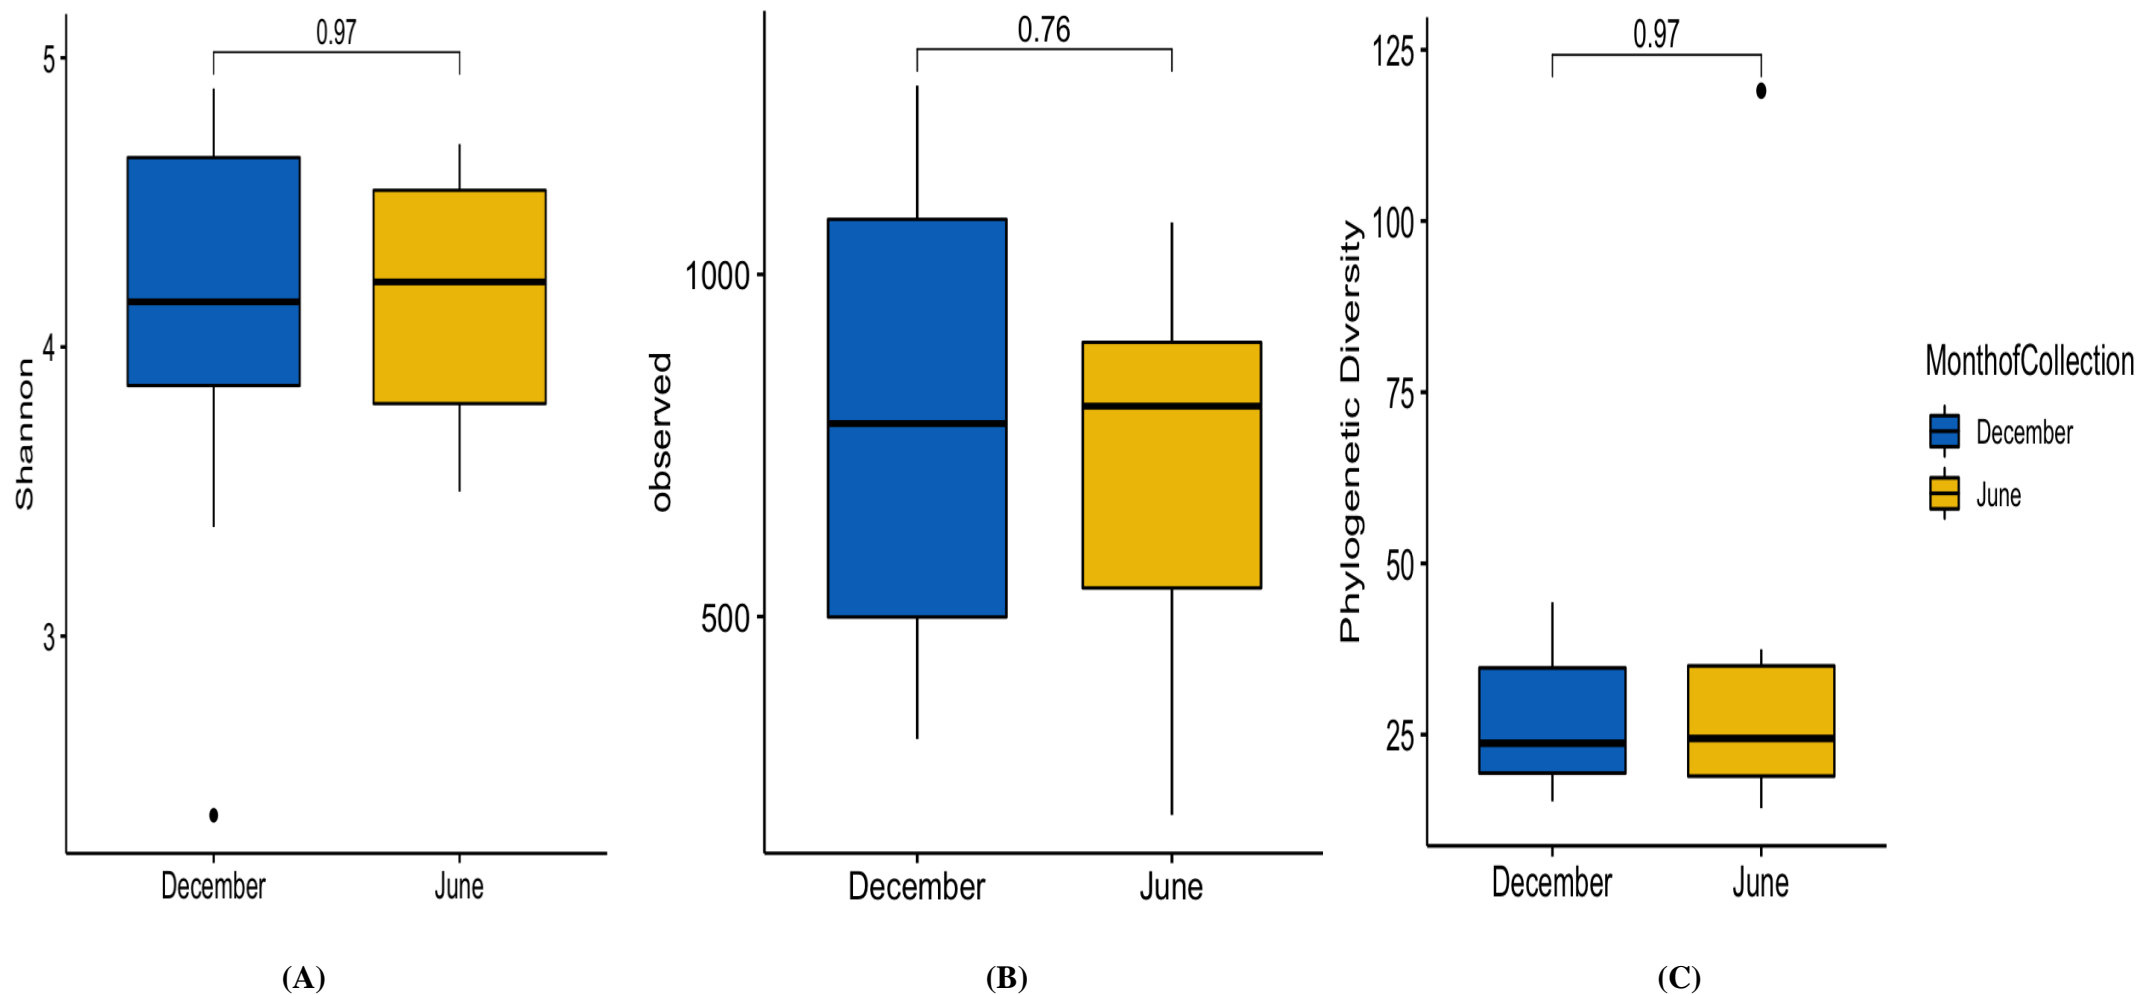 0.97
5
4
3
Shannon
December
June
(A)
0.76
1000
500
observed
December
June
(B)
0.97
125
100
75
50
25
Phylogenetic Diversity
December
June
(C)
MonthofCollection
December
June